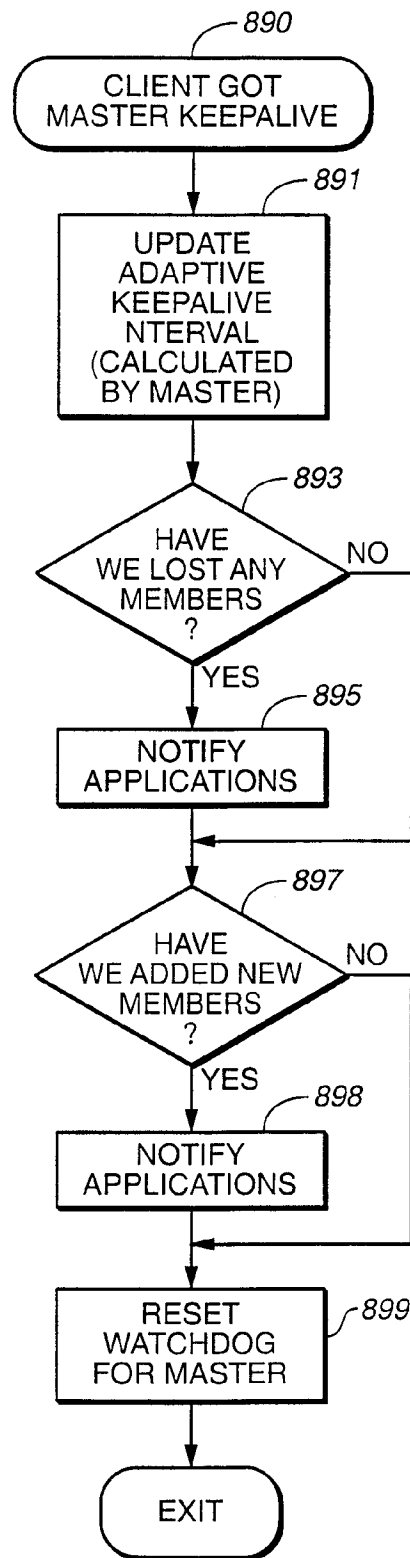 890
CLIENT GOT
MASTER KEEPALIVE
891
UPDATE
ADAPTIVE
KEEPALIVE
NTERVAL
(CALCULATED
BY MASTER)
893
HAVE
WE LOST ANY
MEMBERS
?
NO
YES
895
NOTIFY
APPLICATIONS
897
HAVE
WE ADDED NEW
MEMBERS
?
NO
YES
898
NOTIFY
APPLICATIONS
RESET
WATCHDOG
FOR MASTER
899
EXIT